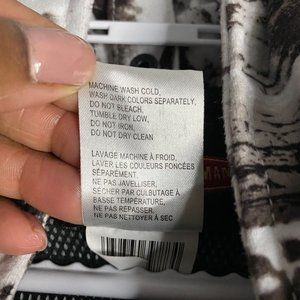 MACHINE WASH COLD,
WASH DARK COLORS SEPARATELY,
DO NOT BLEACH,
TUMBLE DRY LOW,
DO NOT IRON,
DO NOT DRY CLEAN
LAVAGE MACHINE À FROID,
LAVER LES COULEURS FONCÉES
SÉPAREMENT,
NE PAS JAVELLISER,
SÉCHER PAR CULBUTAGE À
BASSE TEMPÉRATURE,
NE PAS REPASSER,
NE PAS NETTOYER À SEC